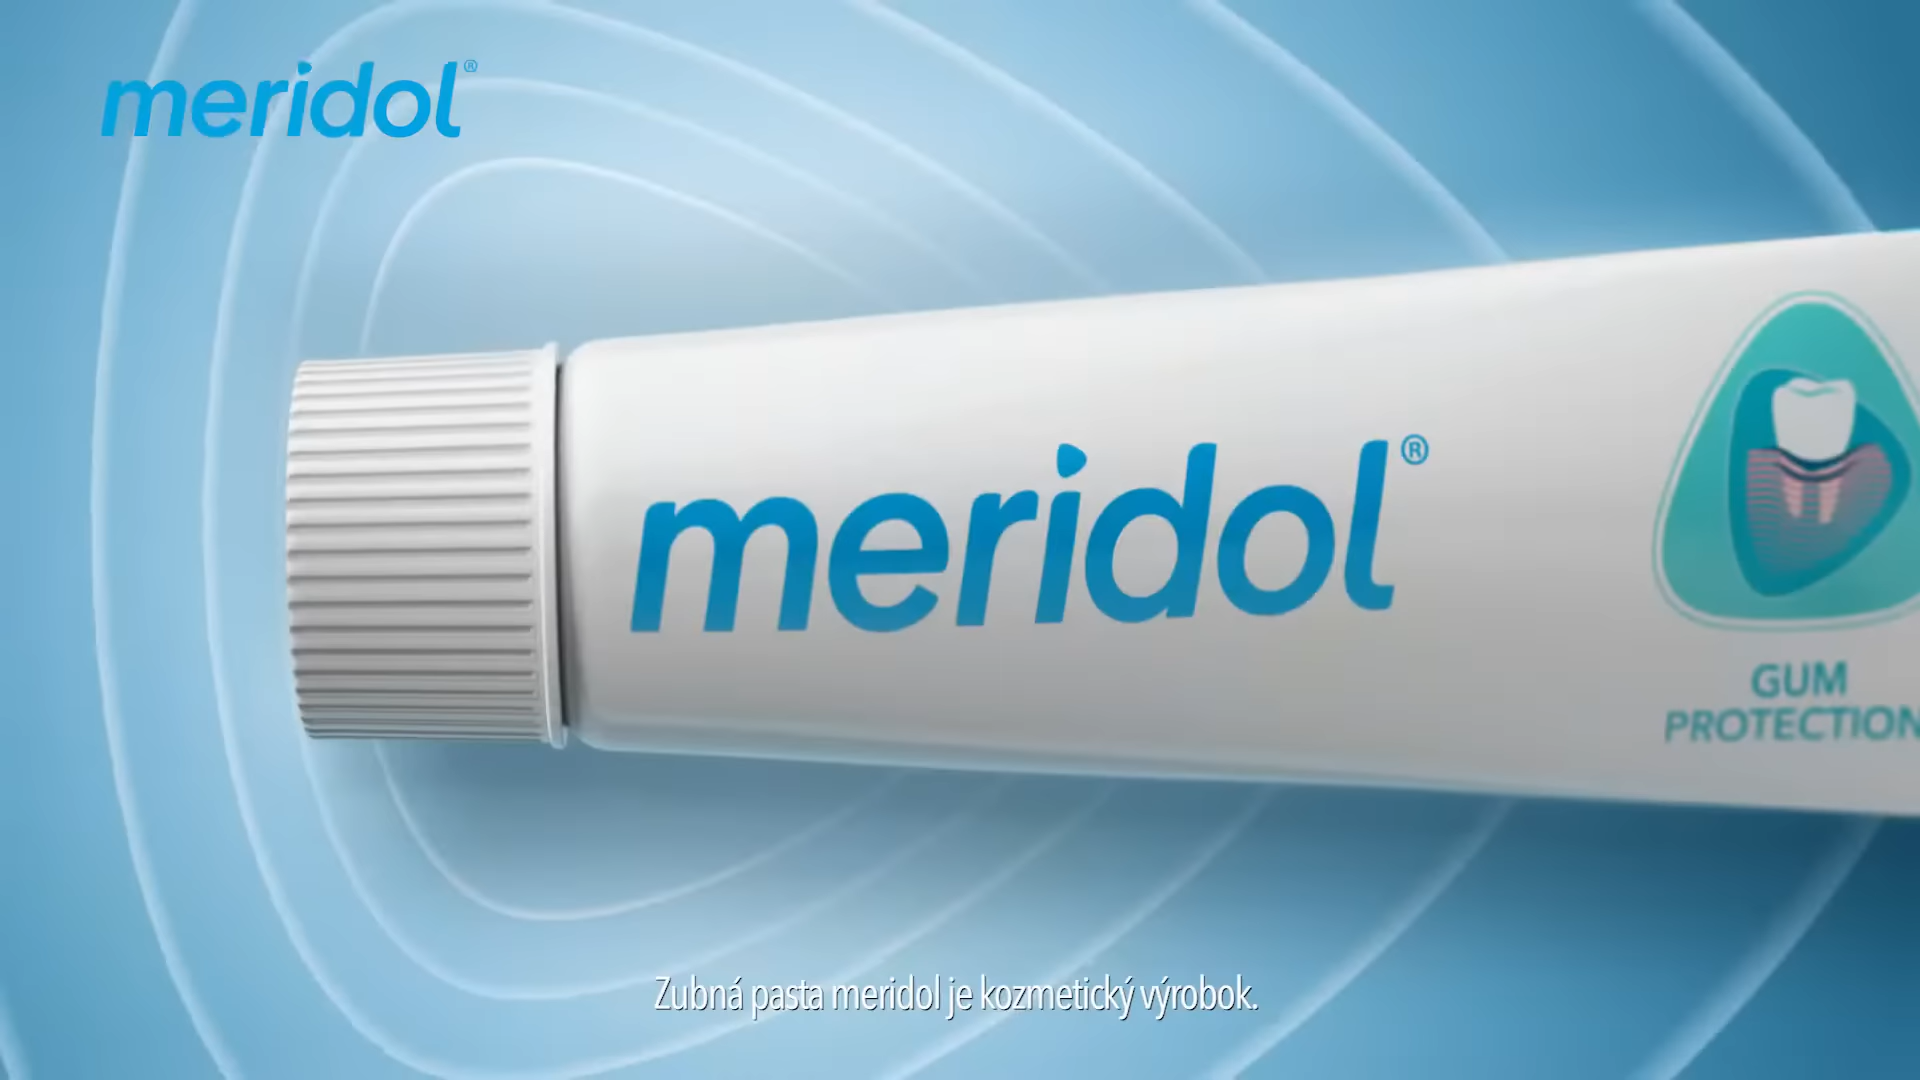 meridol®
meridol®
GUM
PROTECTION
Zubná pasta meridol je kozmetický výrobok.